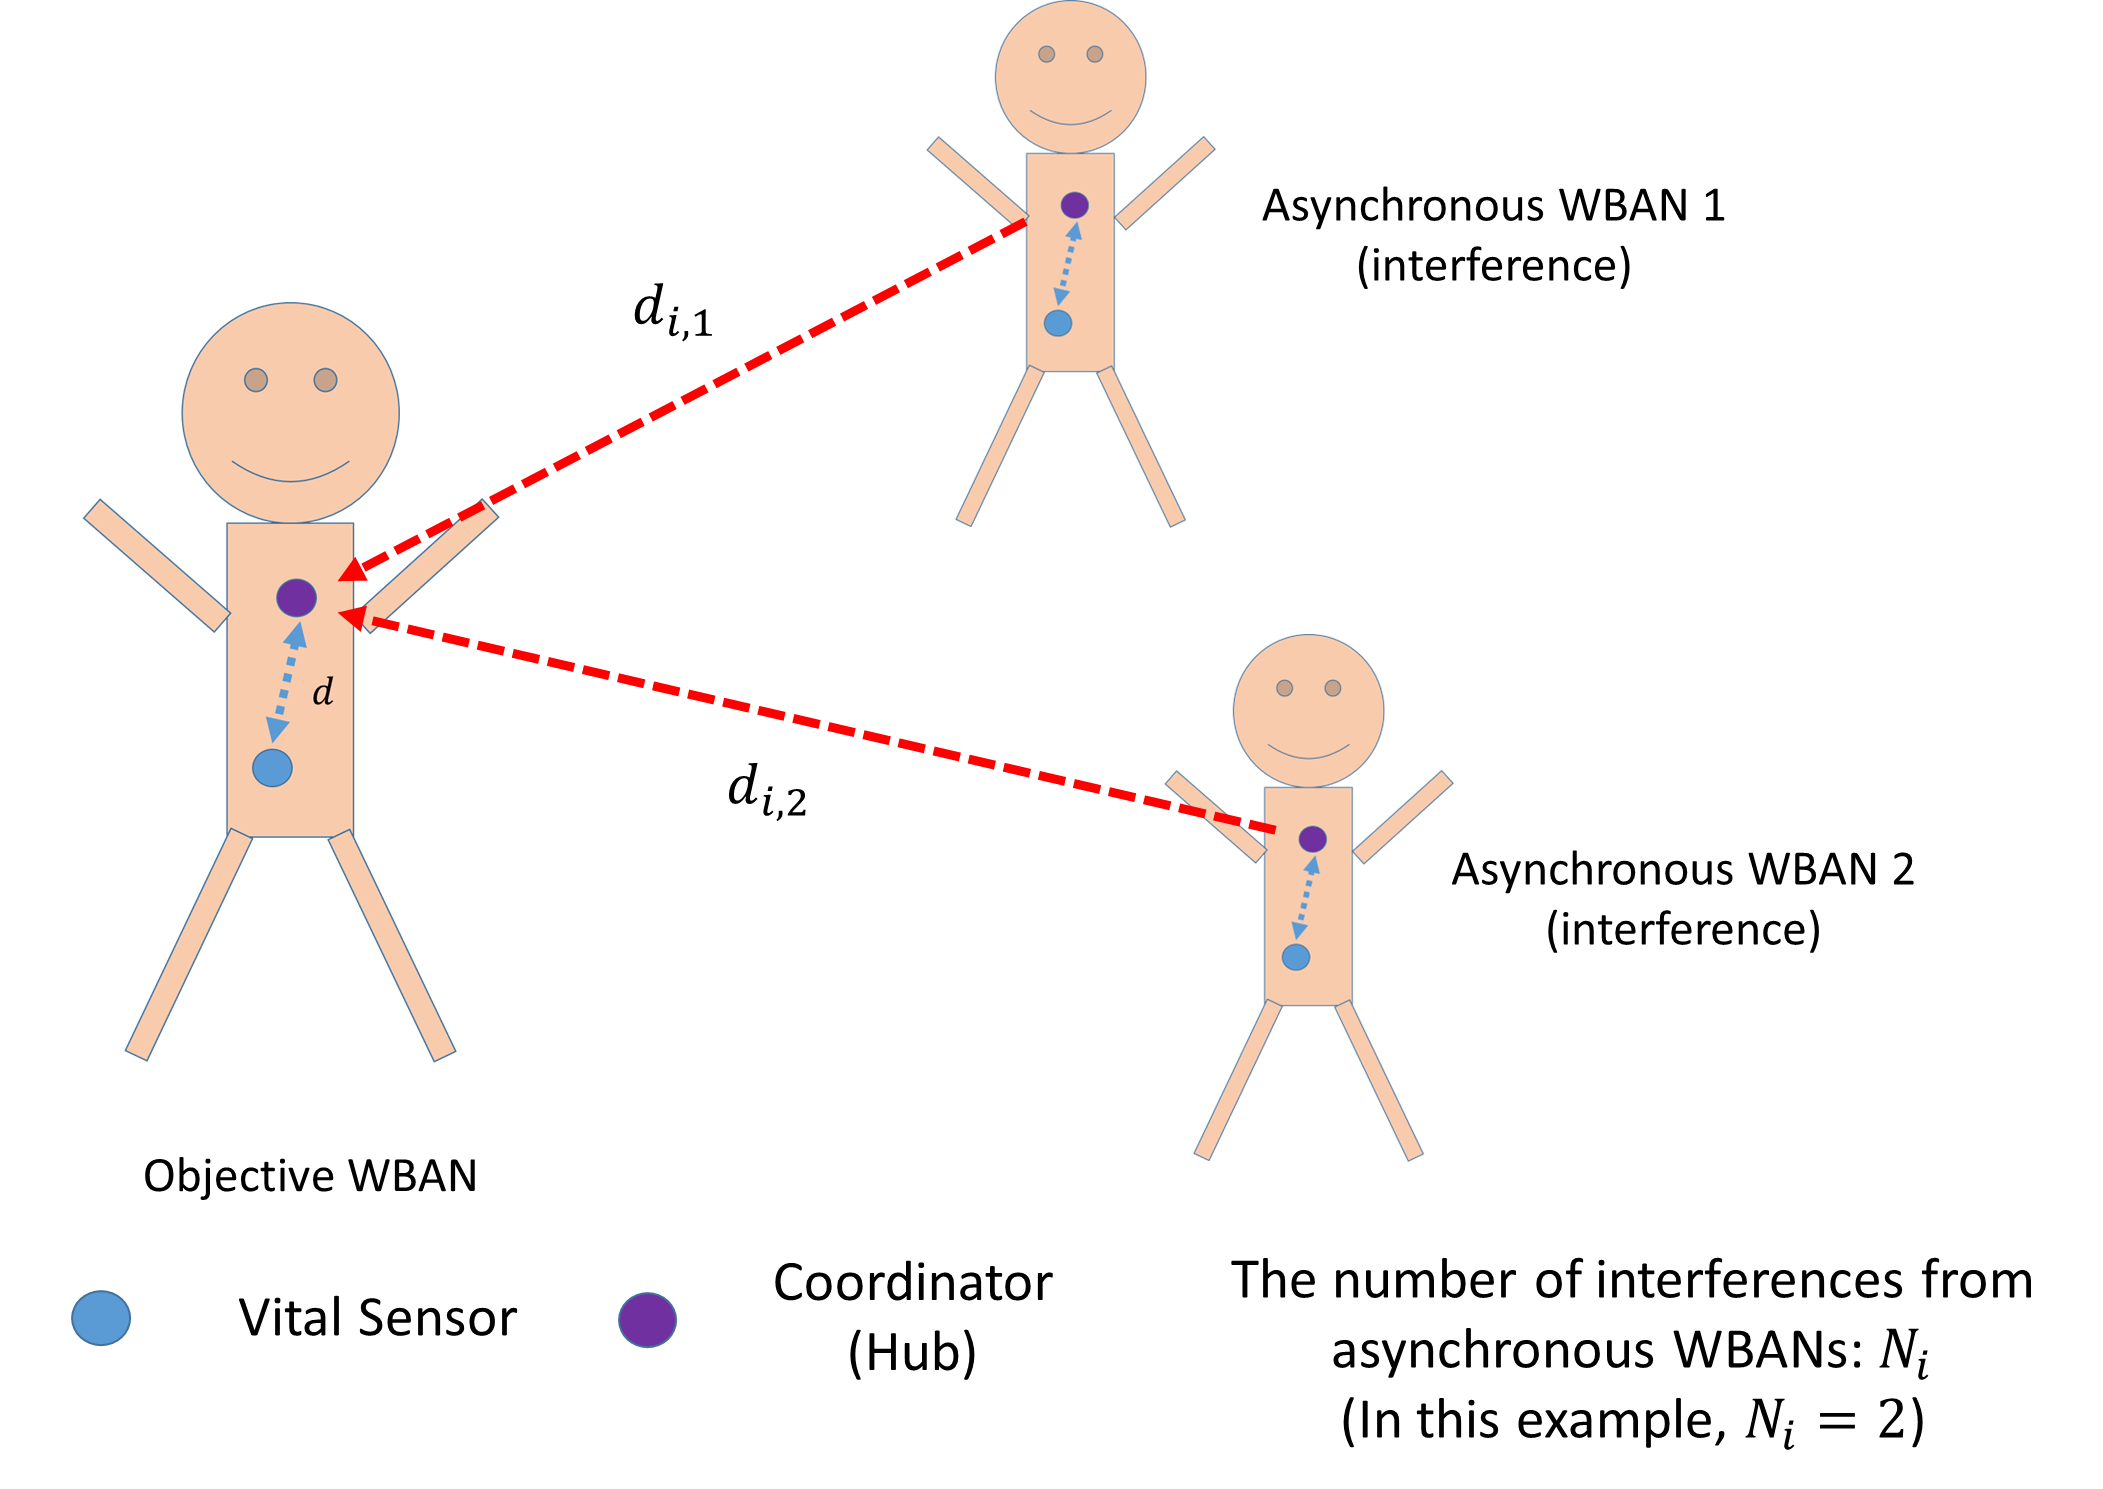 Asynchronous WBAN 1
(interference)
d_{i,1}
d
d_{i,2}
Asynchronous WBAN 2
(interference)
Objective WBAN
Vital Sensor
Coordinator
(Hub)
The number of interferences from
asynchronous WBANs: N_i
(In this example, N_i = 2)